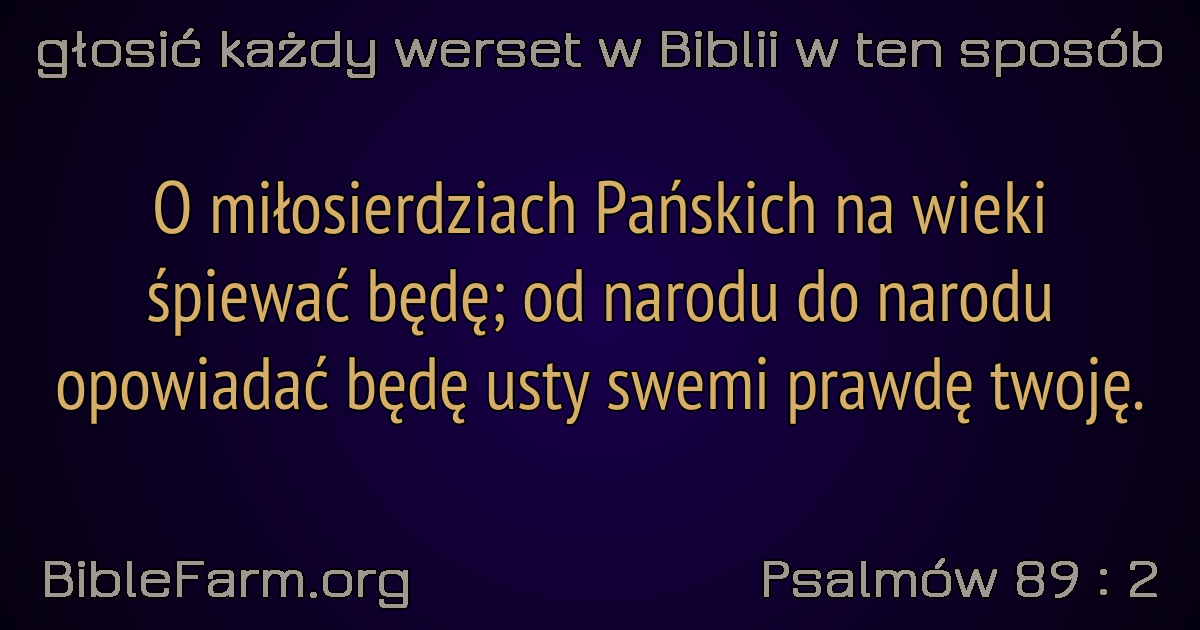 głosić każdy werset w Biblii w ten sposób
O miłosierdziach Pańskich na wieki
śpiewać będę; od narodu do narodu
opowiadać będę usty swemi prawdę twoję.
BibleFarm.org
Psalmów 89 : 2